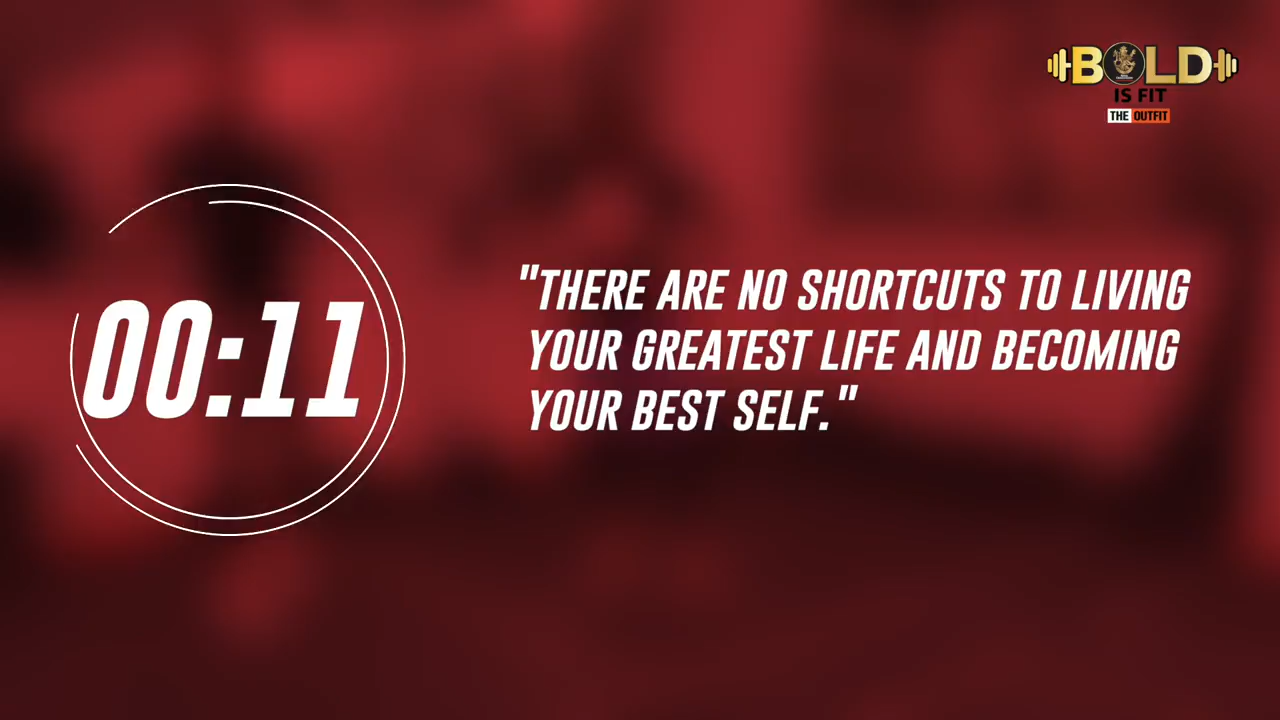 BOLD
IS FIT
THE OUTFIT
00:11
"THERE ARE NO SHORTCUTS TO LIVING
YOUR GREATEST LIFE AND BECOMING
YOUR BEST SELF."